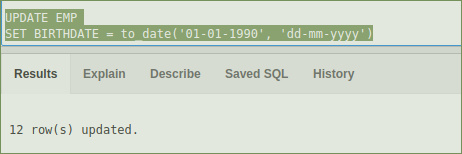 UPDATE EMP
SET BIRTHDATE = to_date('01-01-1990', 'dd-mm-yyyy')
Results Explain Describe Saved SQL History
12 row(s) updated.